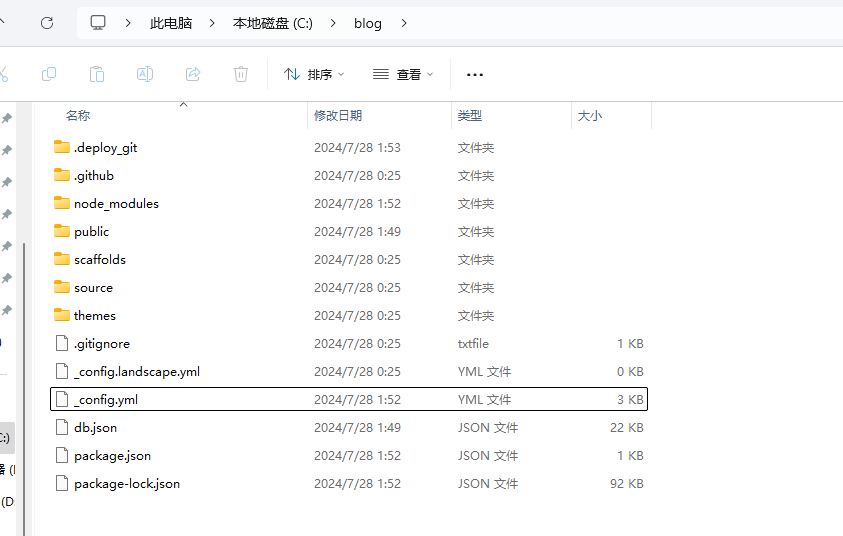 此电脑 本地磁盘 (C:) blog
排序 查看
名称 修改日期 类型 大小
.deploy_git 2024/7/28 1:53 文件夹
.github 2024/7/28 0:25 文件夹
node_modules 2024/7/28 1:52 文件夹
public 2024/7/28 1:49 文件夹
scaffolds 2024/7/28 0:25 文件夹
source 2024/7/28 0:25 文件夹
themes 2024/7/28 0:25 文件夹
.gitignore 2024/7/28 0:25 txtfile 1 KB
_config.landscape.yml 2024/7/28 0:25 YML 文件 0 KB
_config.yml 2024/7/28 1:52 YML 文件 3 KB
db.json 2024/7/28 1:49 JSON 文件 22 KB
C:)
package.json 2024/7/28 1:52 JSON 文件 1 KB
package-lock.json 2024/7/28 1:52 JSON 文件 92 KB
(D: